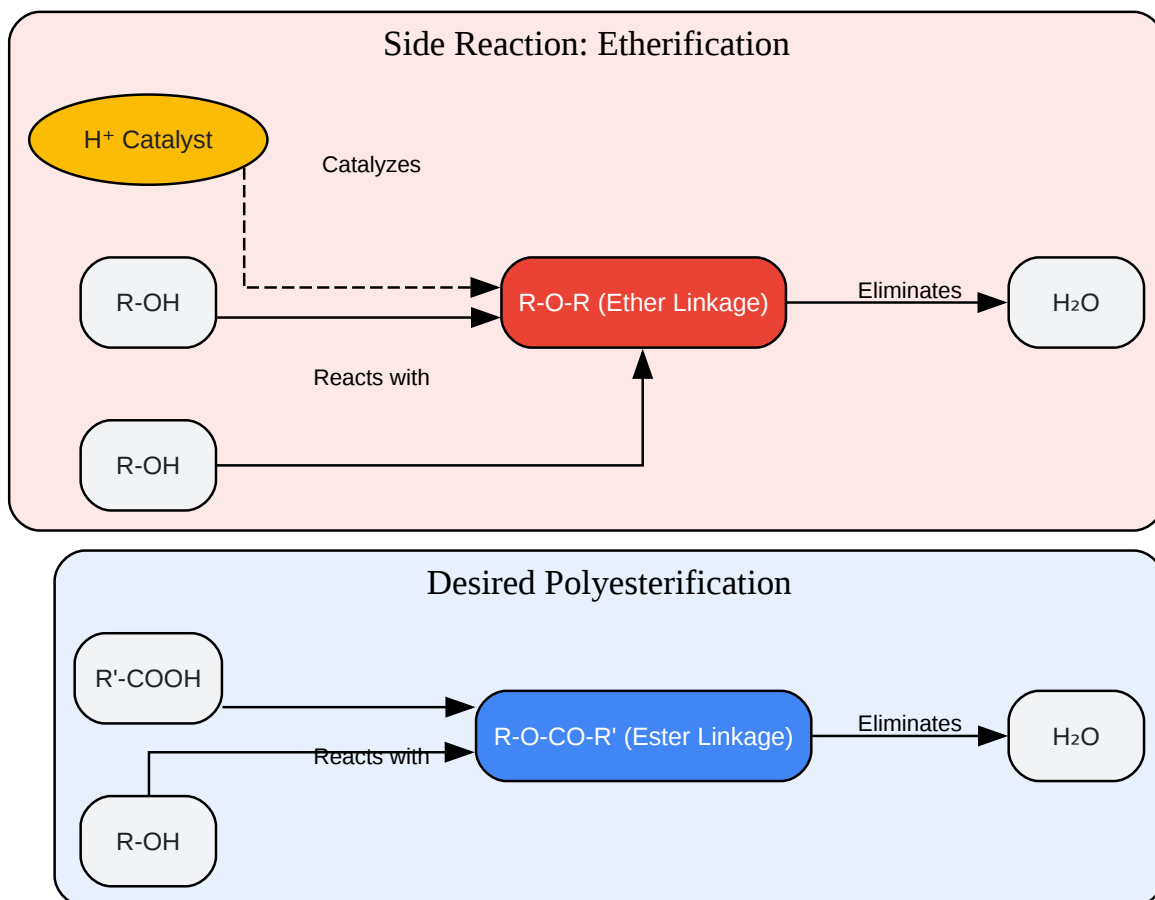 Side Reaction: Etherification
H⁺ Catalyst
Catalyzes
R-OH
R-O-R (Ether Linkage)
Eliminates
H₂O
Reacts with
R-OH
Desired Polyesterification
R'-COOH
R-O-CO-R' (Ester Linkage)
Eliminates
H₂O
Reacts with
R-OH